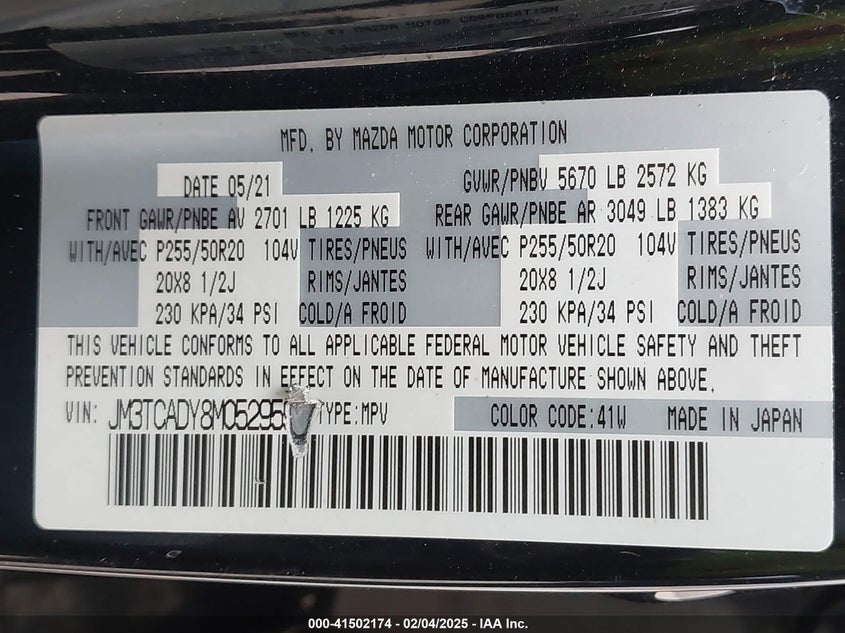 MFD. BY MAZDA MOTOR CORPORATION
DATE 05/21 GVWR/PNBV 5670 LB 2572 KG
FRONT GAWR/PNBE AV 2701 LB 1225 KG REAR GAWR/PNBE AR 3049 LB 1383 KG
WITH/AVEC P255/50R20 104V TIRES/PNEUS WITH/AVEC P255/50R20 104V TIRES/PNEUS
20X8 1/2J RIMS/JANTES 20X8 1/2J RIMS/JANTES
230 KPA/34 PSI COLD/A FROID 230 KPA/34 PSI COLD/A FROID
THIS VEHICLE CONFORMS TO ALL APPLICABLE FEDERAL MOTOR VEHICLE SAFETY AND THEFT
PREVENTION STANDARDS IN EFFECT ON THE DATE OF MANUFACTURE SHOWN ABOVE.
VIN: TYPE:MPV COLOR CODE:41W MADE IN JAPAN
000-41502174 - 02/04/2025 - IAA Inc.